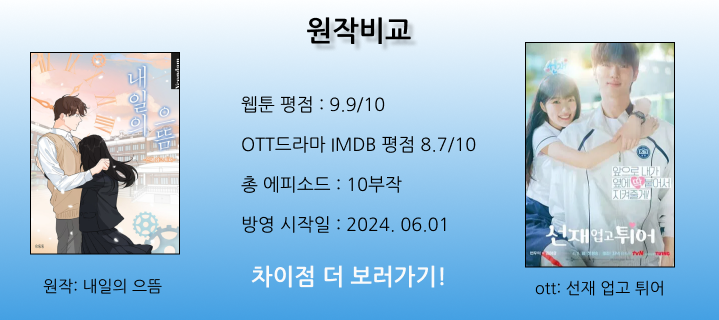 원작비교
내일의
으뜸
웹툰 평점 : 9.9/10
OTT드라마 IMDB 평점 8.7/10
총 에피소드 : 10부작
방영 시작일 : 2024. 06.01
차이점 더 보러가기!
원작: 내일의 으뜸
앞으로 내가
옆에 딱 붙어서
지켜줄게!
선재 업고 튀어
tvN
TVING
ott: 선재 업고 튀어